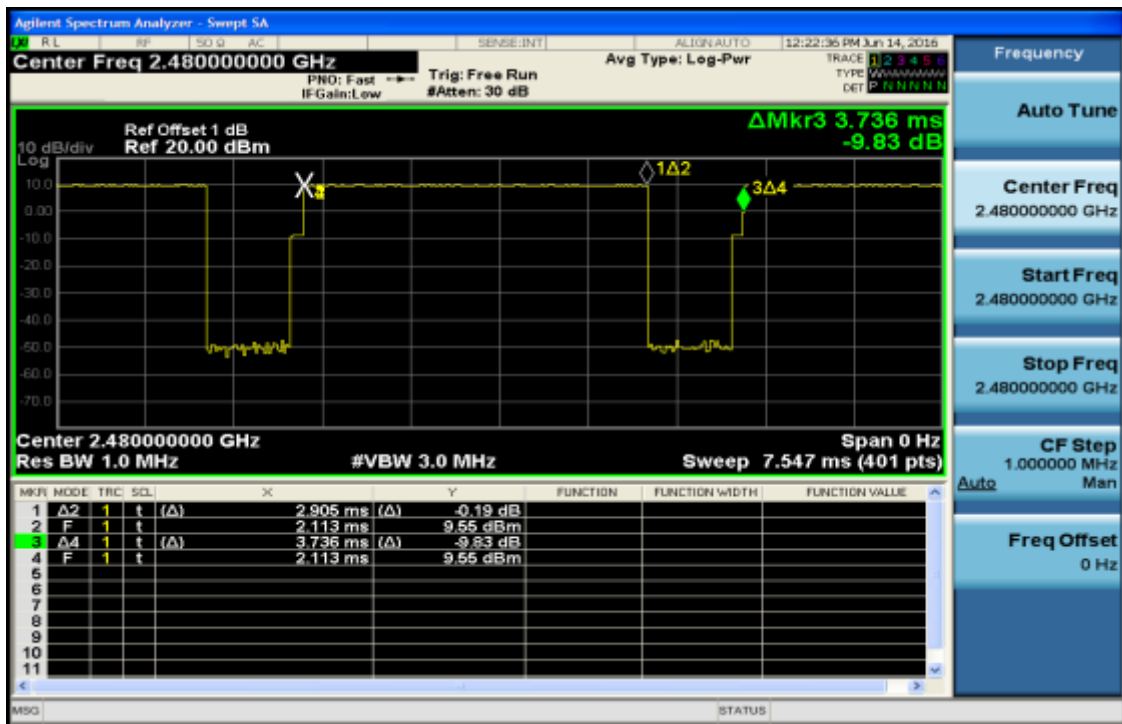 Agilent Spectrum Analyzer - Swept SA
RL RF 50 Ω AC SENSE:INT ALIGN AUTO 12:22:36 PM Jun 14, 2016
Center Freq 2.480000000 GHz
PNO: Fast
IFGain:Low
Trig: Free Run
#Atten: 30 dB
Avg Type: Log-Pwr
TRACE 1 2 3 4 5 6
TYPE
DET P N N N N N
ΔMkr3 3.736 ms
-9.83 dB
Ref Offset 1 dB
10 dB/div Ref 20.00 dBm
Log
10.0
0.00
-10.0
-20.0
-30.0
-40.0
-50.0
-60.0
-70.0
1Δ2
3Δ4
Center 2.480000000 GHz Span 0 Hz
Res BW 1.0 MHz #VBW 3.0 MHz Sweep 7.547 ms (401 pts)
MKR MODE TRC SCL X Y FUNCTION FUNCTION WIDTH FUNCTION VALUE
1 Δ2 1 t (Δ) 2.905 ms (Δ) -0.19 dB
2 F 1 t 2.113 ms 9.55 dBm
3 Δ4 1 t (Δ) 3.736 ms (Δ) -9.83 dB
4 F 1 t 2.113 ms 9.55 dBm
5
6
7
8
9
10
11
MSG STATUS
Frequency
Auto Tune
Center Freq
2.480000000 GHz
Start Freq
2.480000000 GHz
Stop Freq
2.480000000 GHz
CF Step
1.000000 MHz
Auto Man
Freq Offset
0 Hz